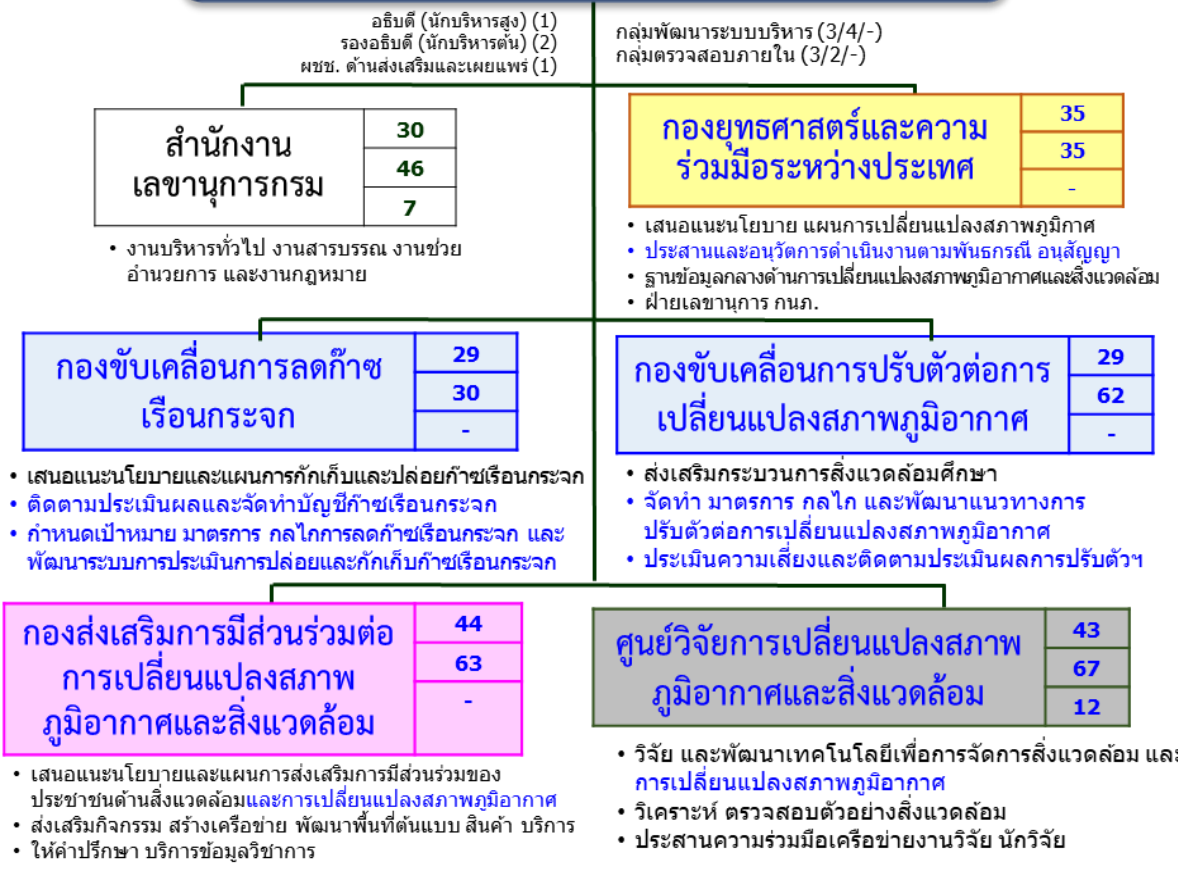 อธิบดี (นักบริหารสูง) (1)
รองอธิบดี (นักบริหารต้น) (2)
ผชช. ด้านส่งเสริมและเผยแพร่ (1)
กลุ่มพัฒนาระบบบริหาร (3/4/-)
กลุ่มตรวจสอบภายใน (3/2/-)
สำนักงาน
เลขานุการกรม
30
46
7
• งานบริหารทั่วไป งานสารบรรณ งานช่วย
อำนวยการ และงานกฎหมาย
กองยุทธศาสตร์และความ
ร่วมมือระหว่างประเทศ
35
35
-
• เสนอแนะนโยบาย แผนการเปลี่ยนแปลงสภาพภูมิกาศ
• ประสานและอนุวัตการดำเนินงานตามพันธกรณี อนุสัญญา
• ฐานข้อมูลกลางด้านการเปลี่ยนแปลงสภาพภูมิอากาศและสิ่งแวดล้อม
• ฝ่ายเลขานุการ กนภ.
กองขับเคลื่อนการลดก๊าซ
เรือนกระจก
29
30
-
• เสนอแนะนโยบายและแผนการกักเก็บและปล่อยก๊าซเรือนกระจก
• ติดตามประเมินผลและจัดทำบัญชีก๊าซเรือนกระจก
• กำหนดเป้าหมาย มาตรการ กลไกการลดก๊าซเรือนกระจก และ
พัฒนาระบบการประเมินการปล่อยและกักเก็บก๊าซเรือนกระจก
กองขับเคลื่อนการปรับตัวต่อการ
เปลี่ยนแปลงสภาพภูมิอากาศ
29
62
-
• ส่งเสริมกระบวนการสิ่งแวดล้อมศึกษา
• จัดทำ มาตรการ กลไก และพัฒนาแนวทางการ
ปรับตัวต่อการเปลี่ยนแปลงสภาพภูมิอากาศ
• ประเมินความเสี่ยงและติดตามประเมินผลการปรับตัวฯ
กองส่งเสริมการมีส่วนร่วมต่อ
การเปลี่ยนแปลงสภาพ
ภูมิอากาศและสิ่งแวดล้อม
44
63
-
• เสนอแนะนโยบายและแผนการส่งเสริมการมีส่วนร่วมของ
ประชาชนด้านสิ่งแวดล้อมและการเปลี่ยนแปลงสภาพภูมิอากาศ
• ส่งเสริมกิจกรรม สร้างเครือข่าย พัฒนาพื้นที่ต้นแบบ สินค้า บริการ
• ให้คำปรึกษา บริการข้อมูลวิชาการ
ศูนย์วิจัยการเปลี่ยนแปลงสภาพ
ภูมิอากาศและสิ่งแวดล้อม
43
67
12
• วิจัย และพัฒนาเทคโนโลยีเพื่อการจัดการสิ่งแวดล้อม และ
การเปลี่ยนแปลงสภาพภูมิอากาศ
• วิเคราะห์ ตรวจสอบตัวอย่างสิ่งแวดล้อม
• ประสานความร่วมมือเครือข่ายงานวิจัย นักวิจัย